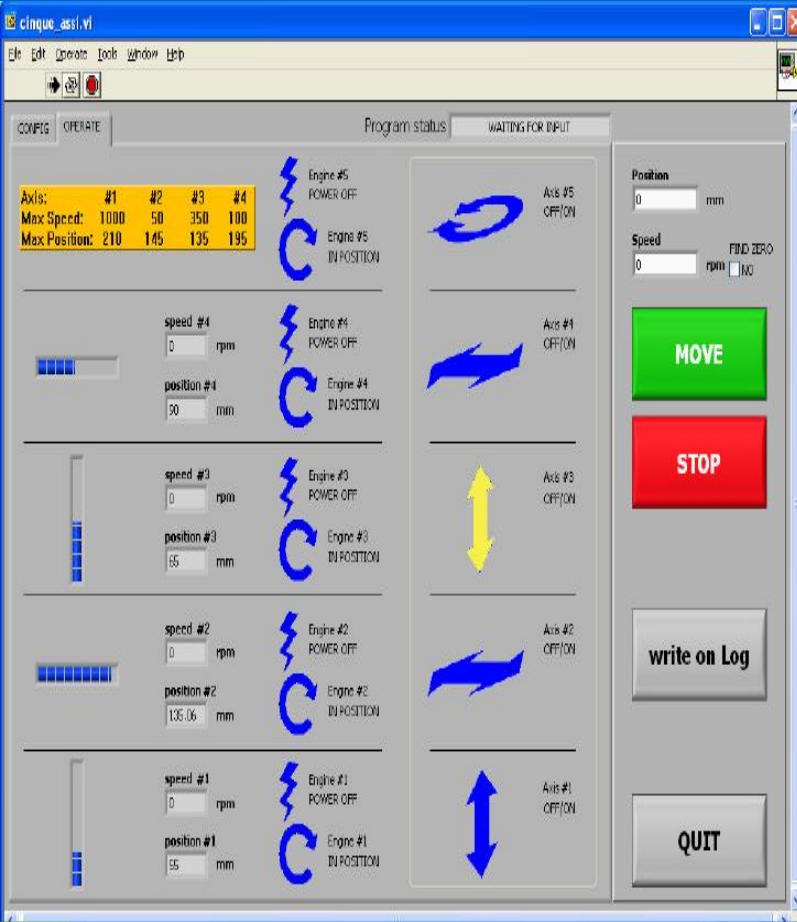 cinque_assi.vi
File Edit Operate Tools Window Help
CONFIG OPERATE
Program status WAITING FOR INPUT
Axis: #1 #2 #3 #4
Max Speed: 1000 50 350 100
Max Position: 210 145 135 195
Engine #5
POWER OFF
Engine #5
IN POSITION
Axis #5
OFF/ON
speed #4
0 rpm
position #4
90 mm
Engine #4
POWER OFF
Engine #4
IN POSITION
Axis #4
OFF/ON
speed #3
0 rpm
position #3
65 mm
Engine #3
POWER OFF
Engine #3
IN POSITION
Axis #3
OFF/ON
speed #2
0 rpm
position #2
135.06 mm
Engine #2
POWER OFF
Engine #2
IN POSITION
Axis #2
OFF/ON
speed #1
0 rpm
position #1
55 mm
Engine #1
POWER OFF
Engine #1
IN POSITION
Axis #1
OFF/ON
Position
0 mm
Speed
0 rpm
FIND ZERO
NO
MOVE
STOP
write on Log
QUIT